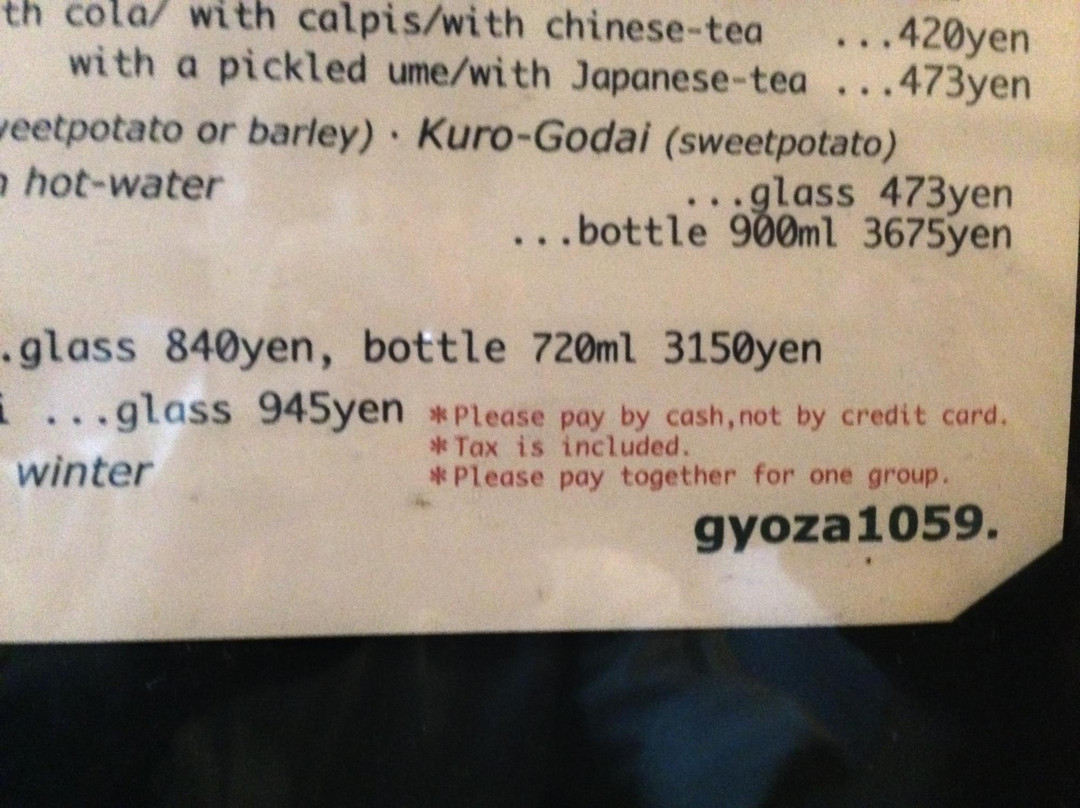 th cola/ with calpis/with chinese-tea ...420yen
with a pickled ume/with Japanese-tea ...473yen
eetpotato or barley) · Kuro-Godai (sweetpotato)
hot-water ...glass 473yen
...bottle 900ml 3675yen
.glass 840yen, bottle 720ml 3150yen
i ...glass 945yen *Please pay by cash,not by credit card.
*Tax is included.
winter *Please pay together for one group.
gyoza1059.